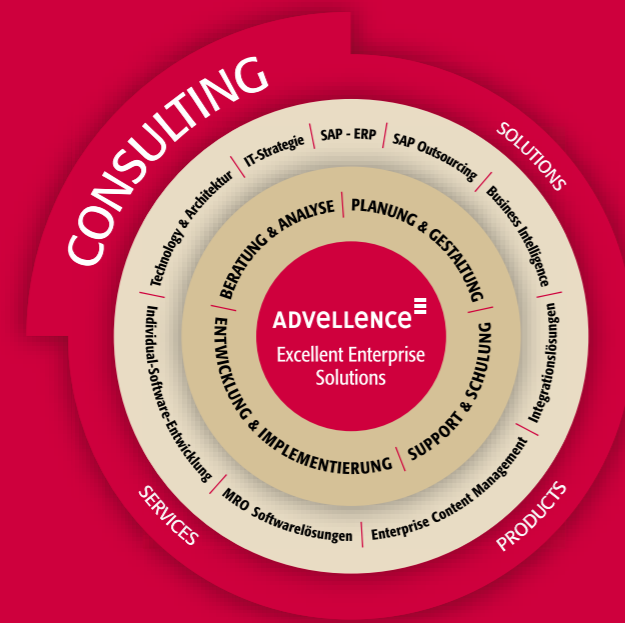 CONSULTING
SOLUTIONS
PRODUCTS
SERVICES
IT-Strategie
SAP - ERP
SAP Outsourcing
Business Intelligence
Integrationslösungen
Enterprise Content Management
MRO Softwarelösungen
Individual-Software-Entwicklung
Technology & Architektur
BERATUNG & ANALYSE
PLANUNG & GESTALTUNG
SUPPORT & SCHULUNG
ENTWICKLUNG & IMPLEMENTIERUNG
ADVELLENCE
Excellent Enterprise
Solutions